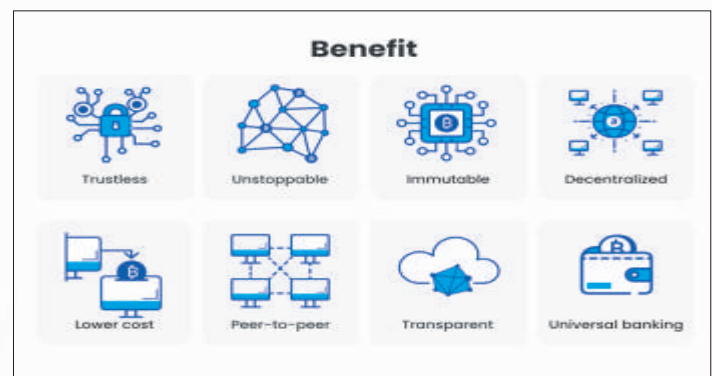 Benefit
Trustless
Unstoppable
Immutable
Decentralized
Lower cost
Peer-to-peer
Transparent
Universal banking